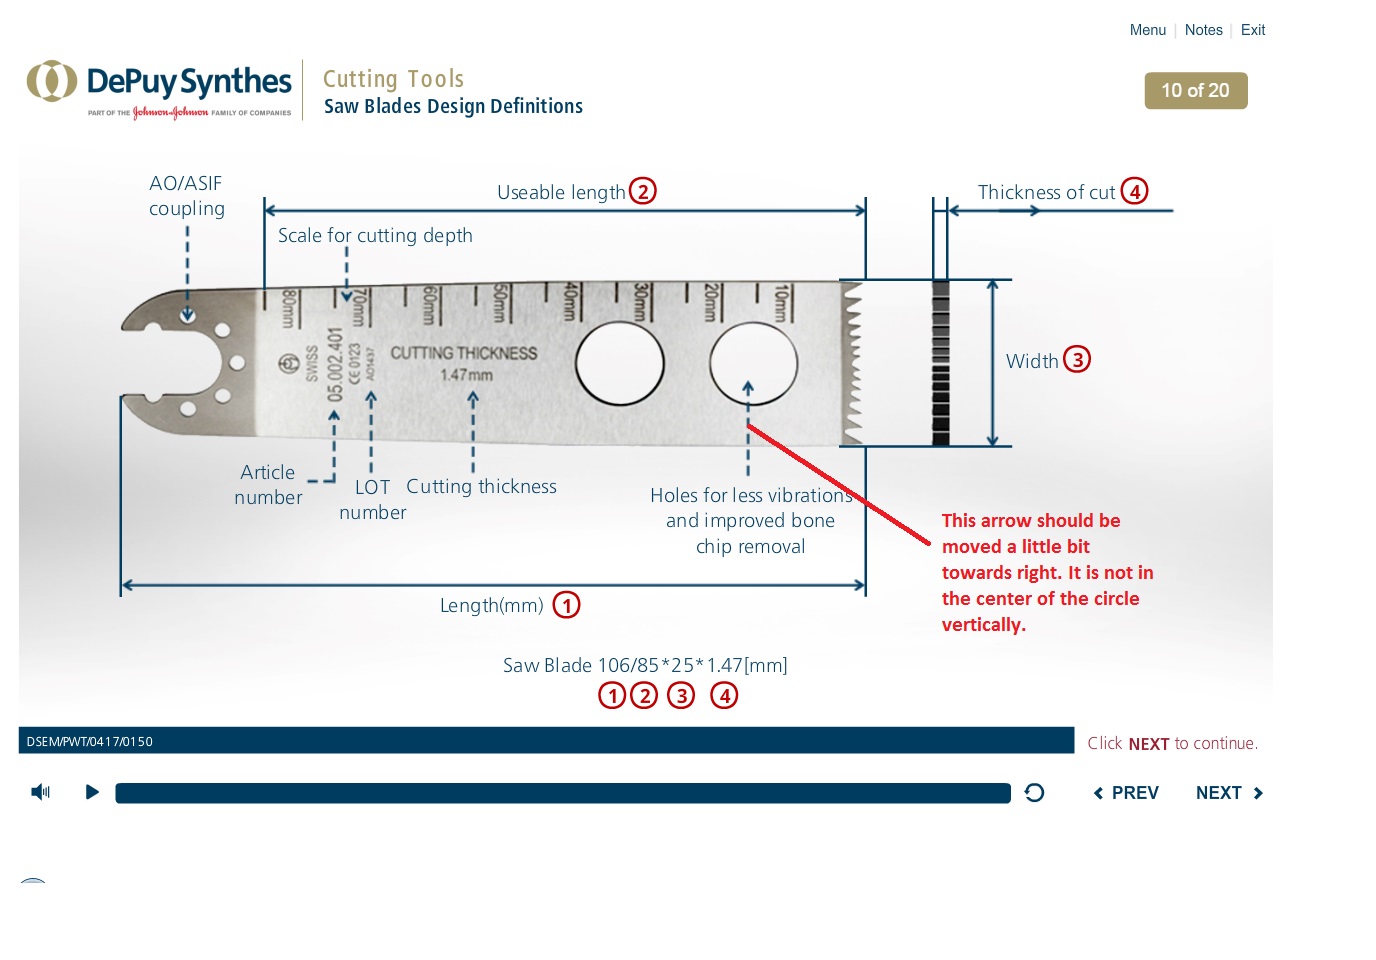 Menu | Notes | Exit
DePuy Synthes
PART OF THE Johnson & Johnson FAMILY OF COMPANIES
Cutting Tools
Saw Blades Design Definitions
10 of 20
AO/ASIF
coupling
Useable length 2
Thickness of cut 4
Scale for cutting depth
80mm
70mm
60mm
50mm
40mm
30mm
20mm
10mm
SWISS
05.002.401
CE 0123
AO1437
CUTTING THICKNESS
1.47mm
Width 3
Article
number
LOT
number
Cutting thickness
Holes for less vibrations
and improved bone
chip removal
This arrow should be
moved a little bit
towards right. It is not in
the center of the circle
vertically.
Length(mm) 1
Saw Blade 106/85*25*1.47[mm]
1 2 3 4
DSEM/PWT/0417/0150
Click NEXT to continue.
PREV
NEXT